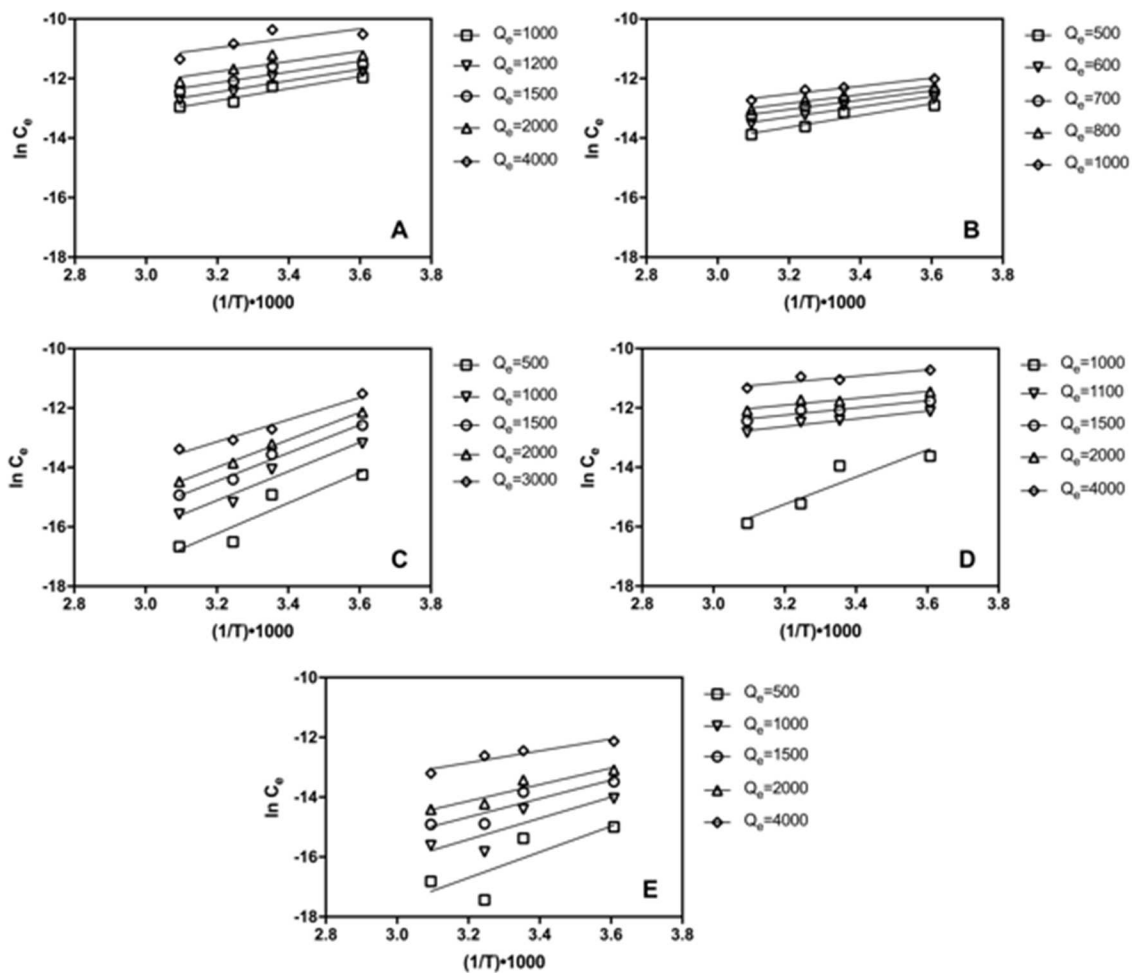 -10
-12
-14
-16
-18
ln Ce
2.8 3.0 3.2 3.4 3.6 3.8
(1/T)•1000
A
Qe=1000
Qe=1200
Qe=1500
Qe=2000
Qe=4000
-10
-12
-14
-16
-18
ln Ce
2.8 3.0 3.2 3.4 3.6 3.8
(1/T)•1000
B
Qe=500
Qe=600
Qe=700
Qe=800
Qe=1000
-10
-12
-14
-16
-18
ln Ce
2.8 3.0 3.2 3.4 3.6 3.8
(1/T)•1000
C
Qe=500
Qe=1000
Qe=1500
Qe=2000
Qe=3000
-10
-12
-14
-16
-18
ln Ce
2.8 3.0 3.2 3.4 3.6 3.8
(1/T)•1000
D
Qe=1000
Qe=1100
Qe=1500
Qe=2000
Qe=4000
-10
-12
-14
-16
-18
ln Ce
2.8 3.0 3.2 3.4 3.6 3.8
(1/T)•1000
E
Qe=500
Qe=1000
Qe=1500
Qe=2000
Qe=4000